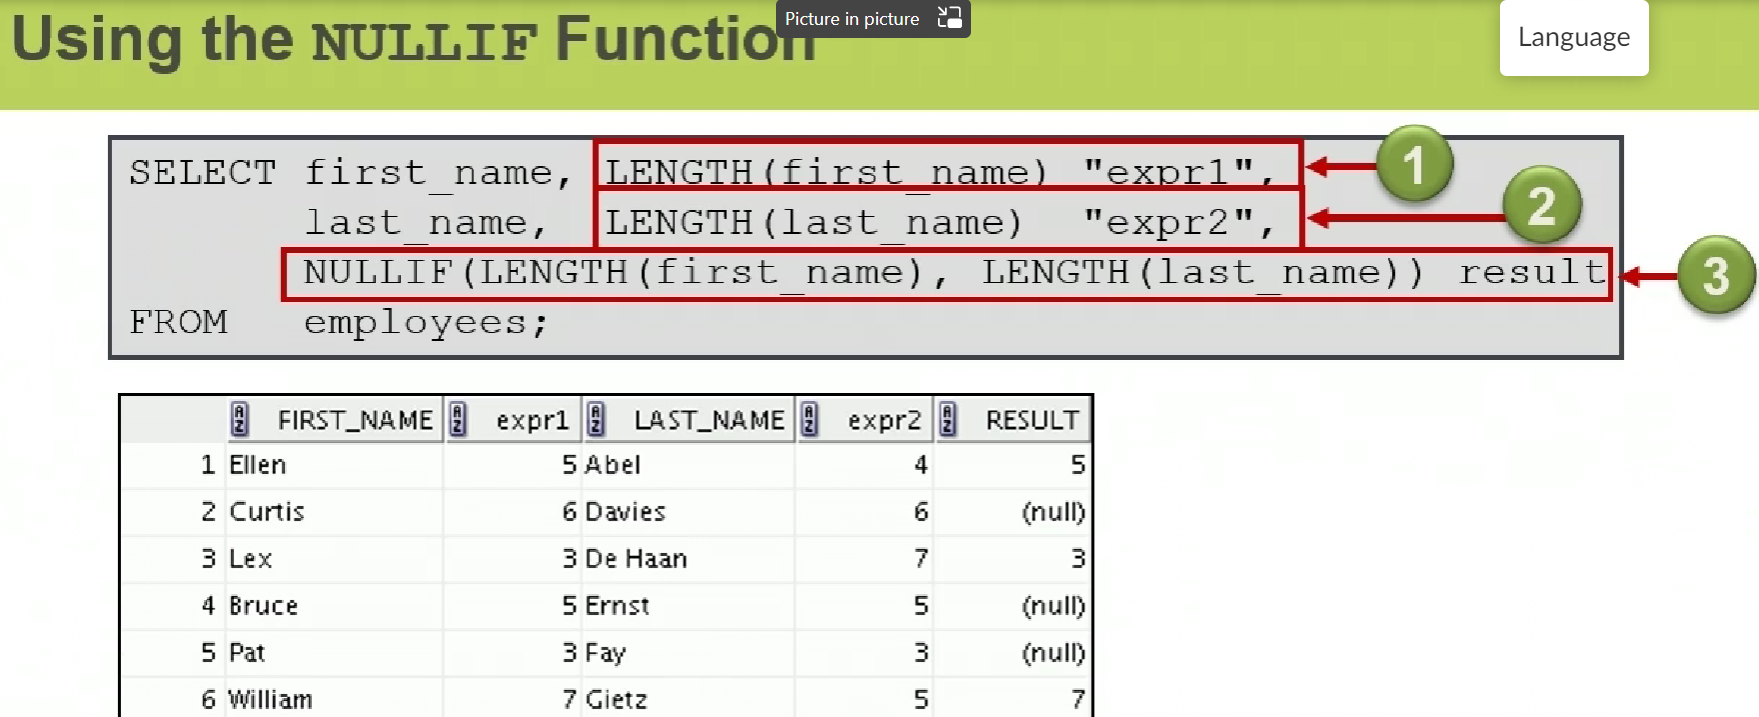 Using the NULLIF Function
Picture in picture
Language
SELECT first_name, LENGTH(first_name) "expr1",
last_name, LENGTH(last_name) "expr2",
NULLIF(LENGTH(first_name), LENGTH(last_name)) result
FROM employees;
1
2
3
FIRST_NAME expr1 LAST_NAME expr2 RESULT
1 Ellen 5 Abel 4 5
2 Curtis 6 Davies 6 (null)
3 Lex 3 De Haan 7 3
4 Bruce 5 Ernst 5 (null)
5 Pat 3 Fay 3 (null)
6 William 7 Gietz 5 7